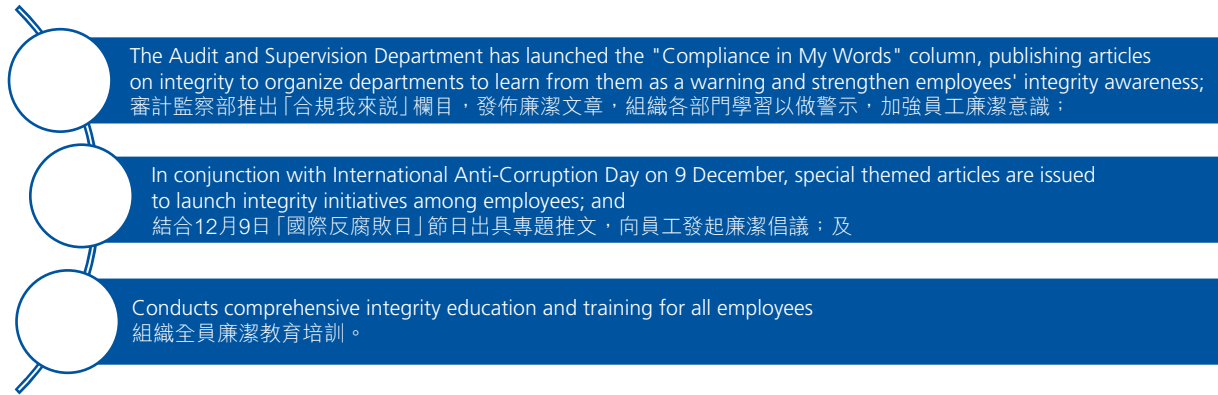 The Audit and Supervision Department has launched the "Compliance in My Words" column, publishing articles
on integrity to organize departments to learn from them as a warning and strengthen employees' integrity awareness;
審計監察部推出「合規我來説」欄目，發佈廉潔文章，組織各部門學習以做警示，加強員工廉潔意識；
In conjunction with International Anti-Corruption Day on 9 December, special themed articles are issued
to launch integrity initiatives among employees; and
結合12月9日「國際反腐敗日」節日出具專題推文，向員工發起廉潔倡議；及
Conducts comprehensive integrity education and training for all employees
組織全員廉潔教育培訓。